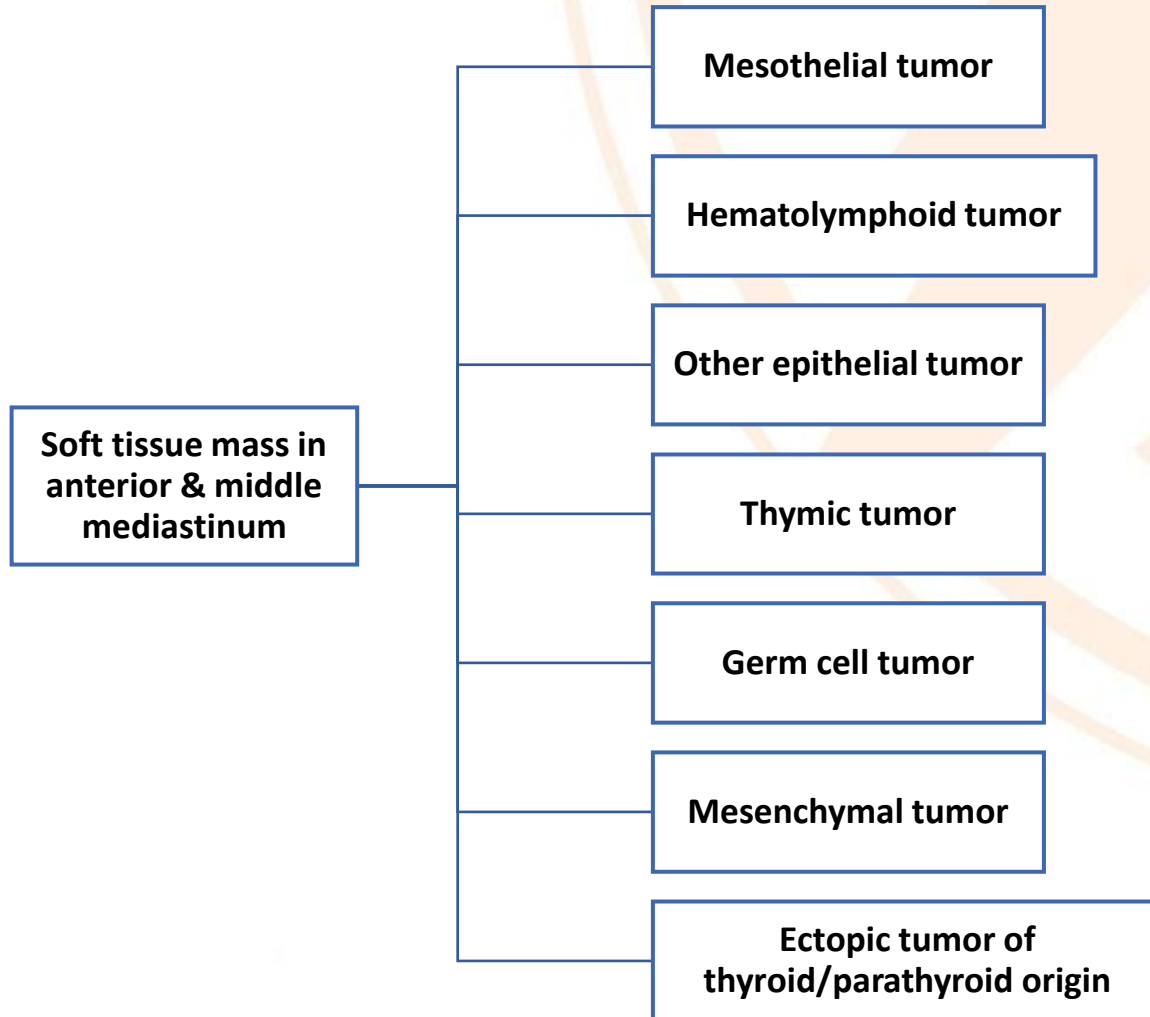 Mesothelial tumor
Hematolymphoid tumor
Other epithelial tumor
Soft tissue mass in
anterior & middle
mediastinum
Thymic tumor
Germ cell tumor
Mesenchymal tumor
Ectopic tumor of
thyroid/parathyroid origin